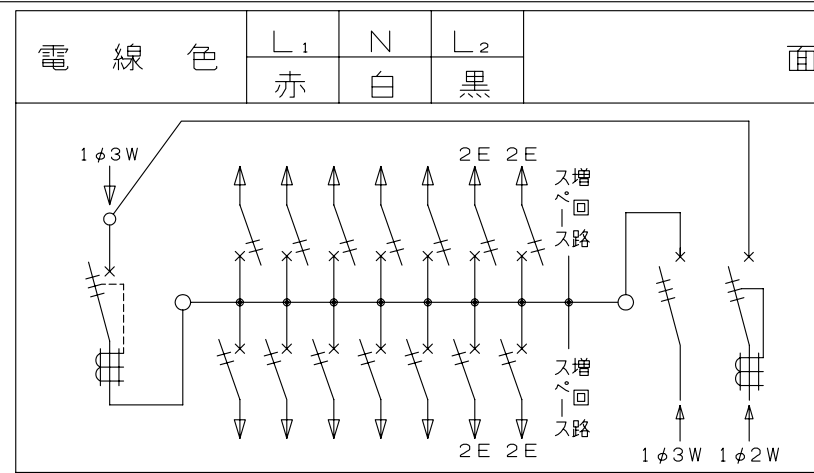 電線色 L₁ N L₂ 面
赤 白 黒
1φ3W
2E 2E
増回路
スペース
増回路
スペース
2E 2E
1φ3W 1φ2W